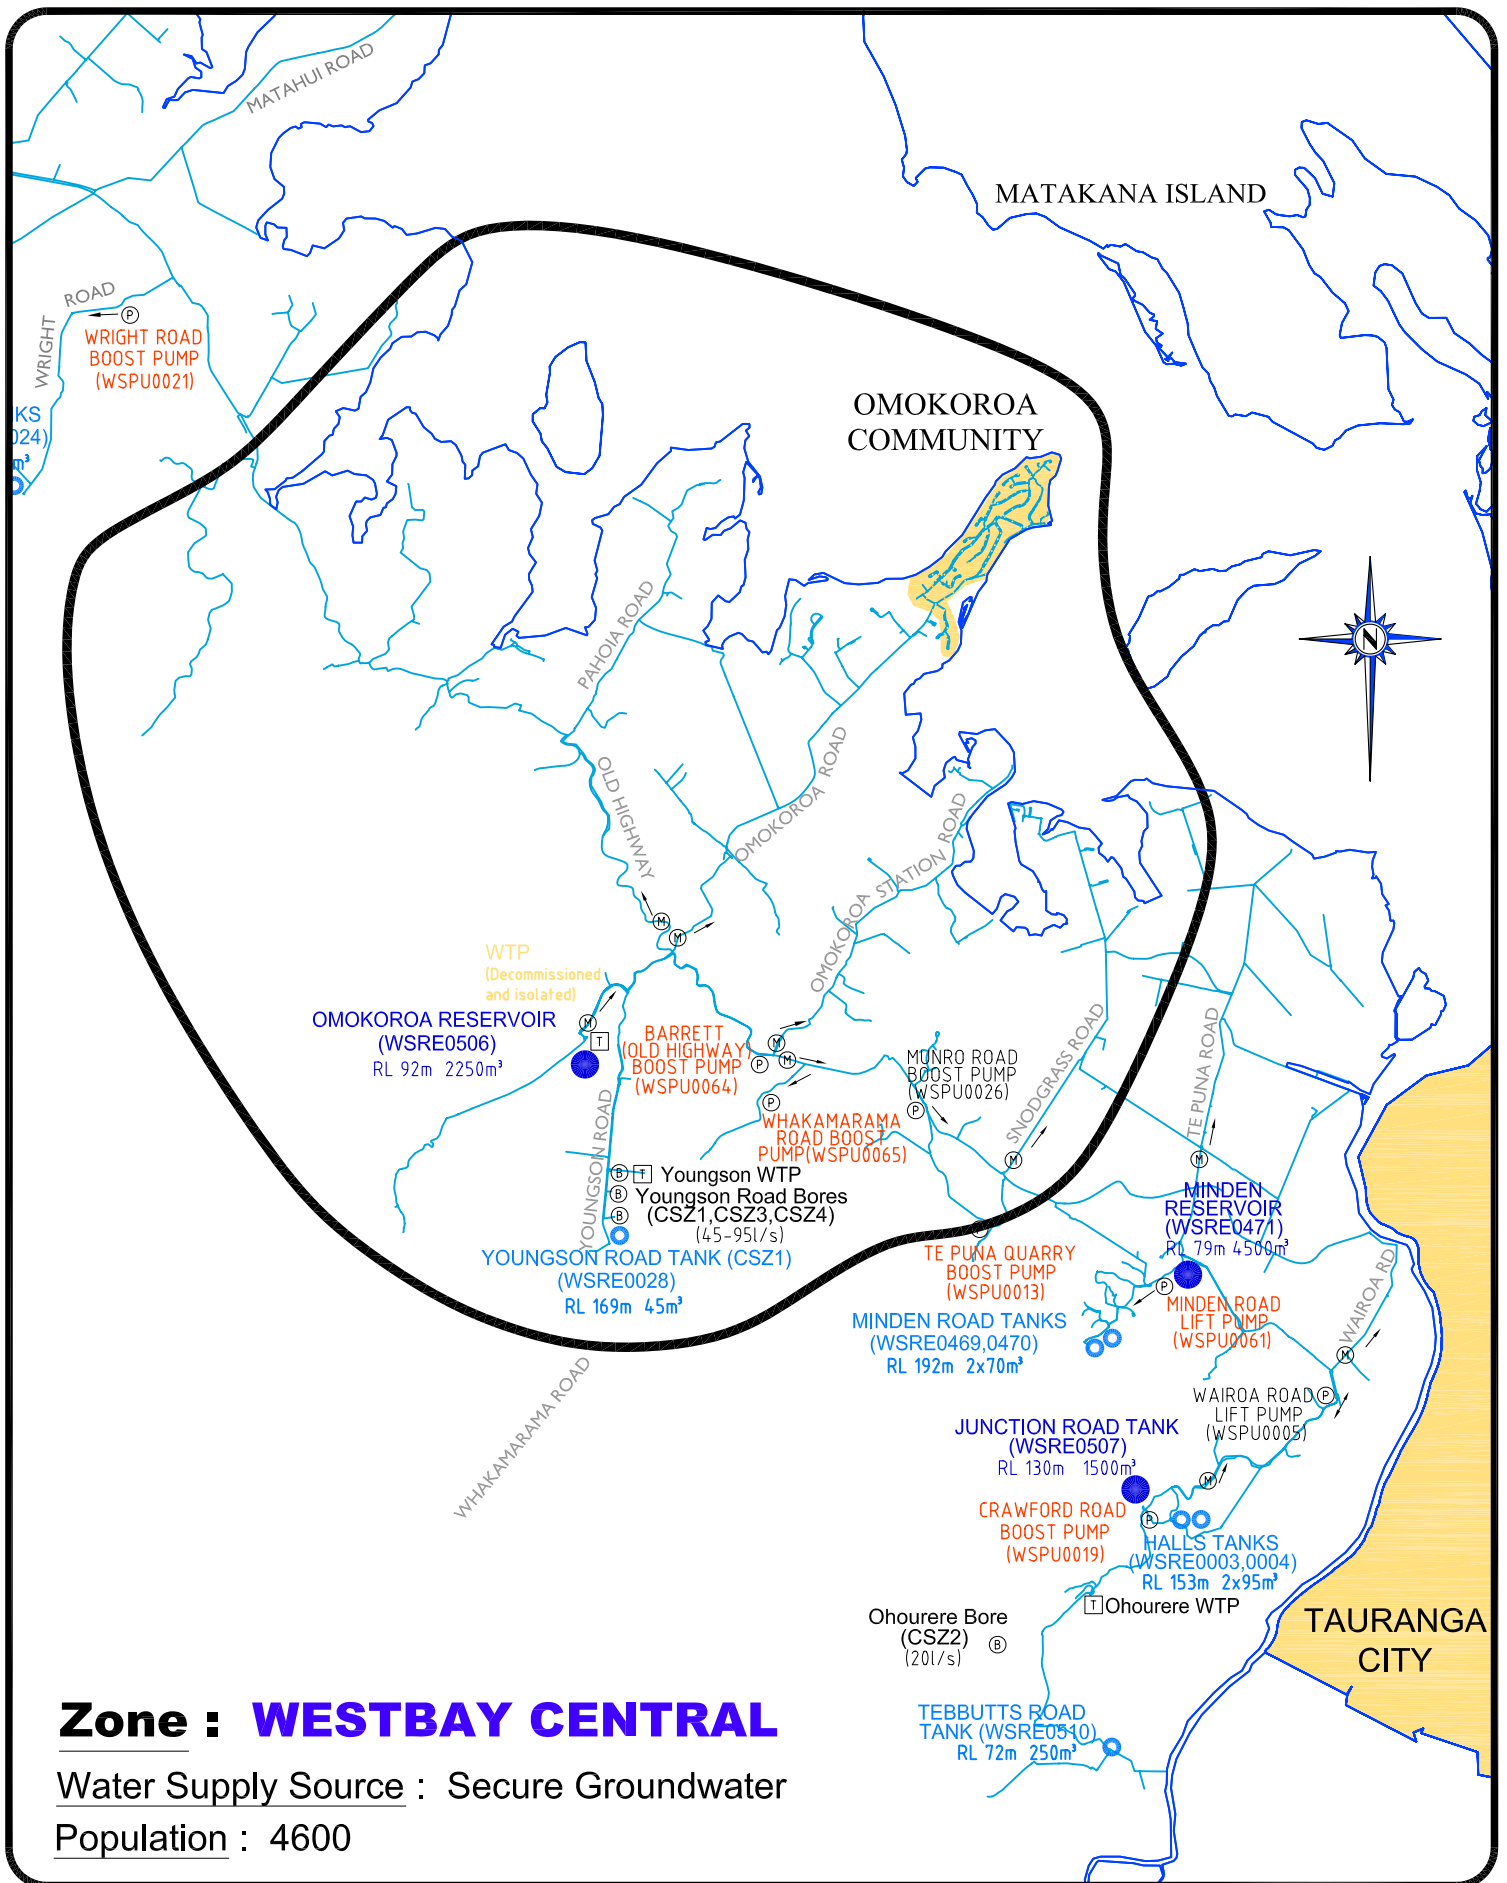 MATAHUI ROAD
MATAKANA ISLAND
WRIGHT
ROAD
WRIGHT ROAD
BOOST PUMP
(WSPU0021)
KS
024)
m³
OMOKOROA
COMMUNITY
N
PAHOIA ROAD
OLD HIGHWAY
OMOKOROA ROAD
OMOKOROA STATION ROAD
M
M
WTP
(Decommissioned
and isolated)
OMOKOROA RESERVOIR
(WSRE0506)
RL 92m 2250m³
M
T
BARRETT
(OLD HIGHWAY)
BOOST PUMP
(WSPU0064)
P
M
M
MUNRO ROAD
BOOST PUMP
(WSPU0026)
P
P
WHAKAMARAMA
ROAD BOOST
PUMP(WSPU0065)
SNODGRASS ROAD
M
TE PUNA ROAD
M
YOUNGSON ROAD
B T Youngson WTP
B Youngson Road Bores
B (CSZ1,CSZ3,CSZ4)
(45-95l/s)
YOUNGSON ROAD TANK (CSZ1)
(WSRE0028)
RL 169m 45m³
P
TE PUNA QUARRY
BOOST PUMP
(WSPU0013)
MINDEN
RESERVOIR
(WSRE0471)
RL 79m 4500m³
P
MINDEN ROAD
LIFT PUMP
(WSPU0061)
MINDEN ROAD TANKS
(WSRE0469,0470)
RL 192m 2x70m³
WAIROA RD
M
WHAKAMARAMA ROAD
WAIROA ROAD P
LIFT PUMP
(WSPU0005)
JUNCTION ROAD TANK
(WSRE0507)
RL 130m 1500m³
M
CRAWFORD ROAD
BOOST PUMP
(WSPU0019)
P
HALLS TANKS
(WSRE0003,0004)
RL 153m 2x95m³
T Ohourere WTP
Ohourere Bore
(CSZ2)
(20l/s)
B
TAURANGA
CITY
TEBBUTTS ROAD
TANK (WSRE0510)
RL 72m 250m³
Zone : WESTBAY CENTRAL
Water Supply Source : Secure Groundwater
Population : 4600